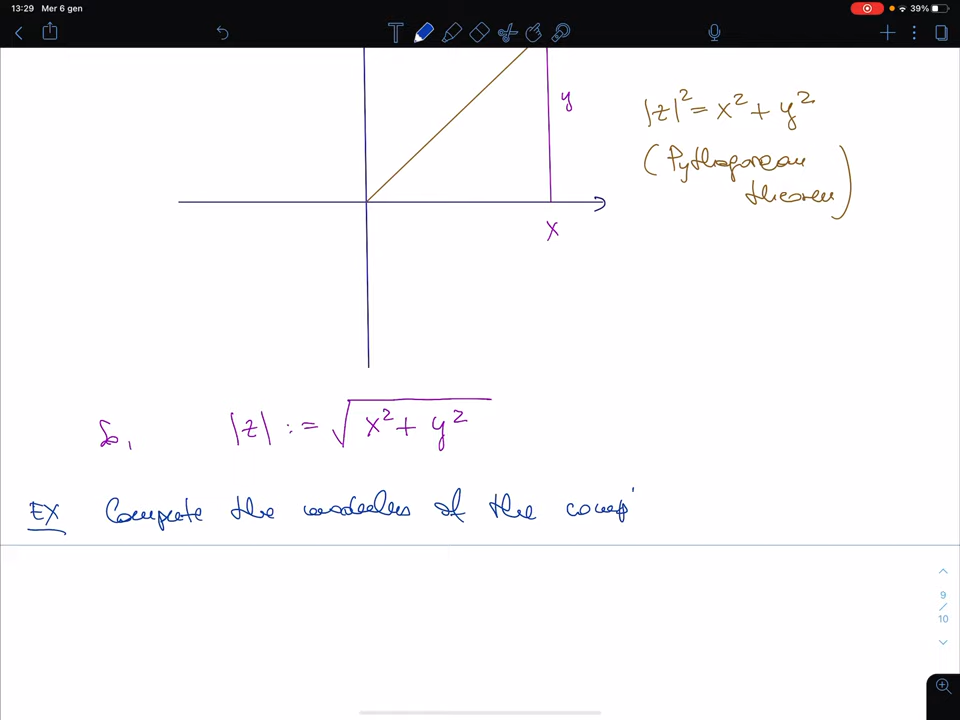 13:29 Mer 6 gen
39%
T
y
|z|² = x² + y²
(Pythagorean
theorem)
x
So, |z| := √(x² + y²)
EX Compute the modulus of the comp
9
/
10